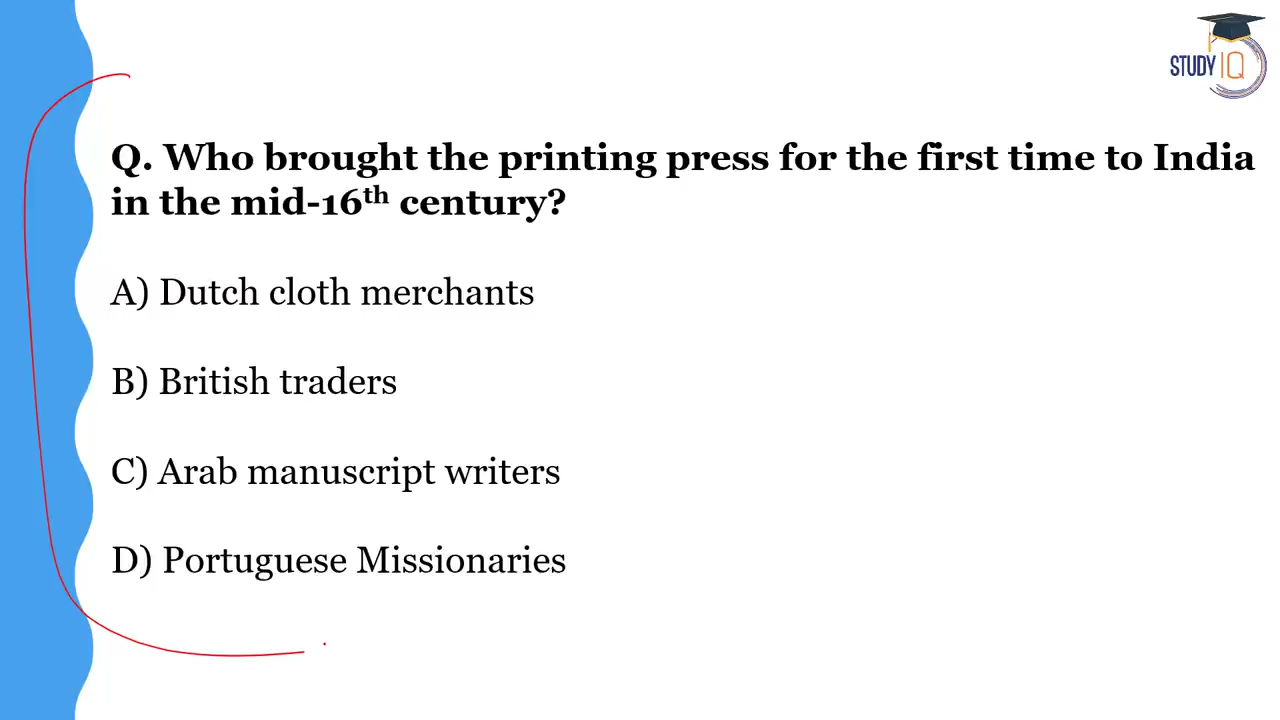 STUDY IQ
Q. Who brought the printing press for the first time to India
in the mid-16th century?
A) Dutch cloth merchants
B) British traders
C) Arab manuscript writers
D) Portuguese Missionaries